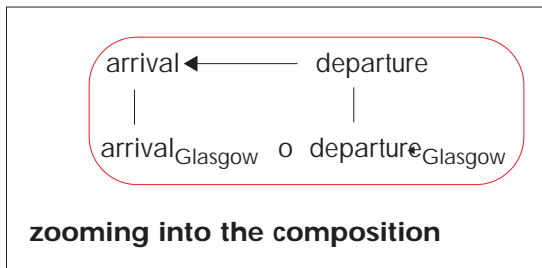 arrival departure
arrivalGlasgow o departureGlasgow
zooming into the composition